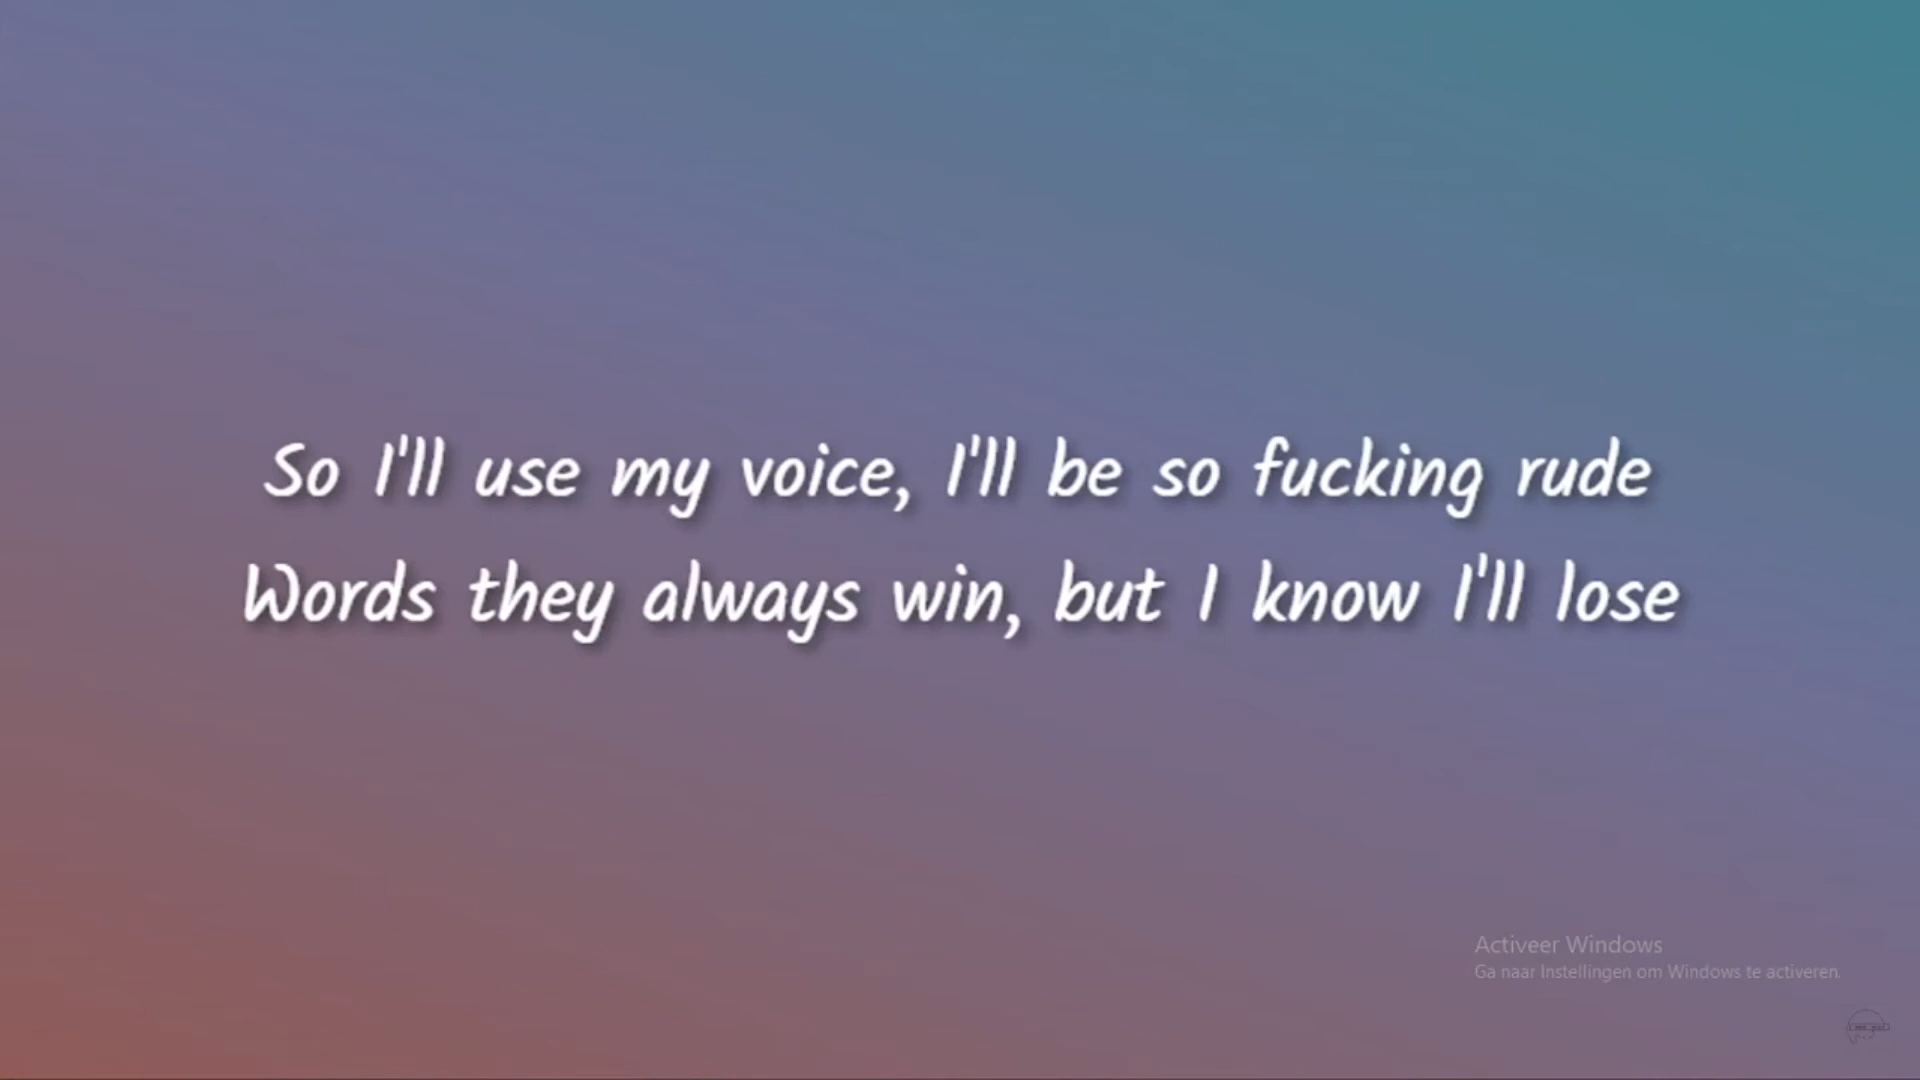 So I'll use my voice, I'll be so fucking rude
Words they always win, but I know I'll lose
Activeer Windows
Ga naar Instellingen om Windows te activeren.